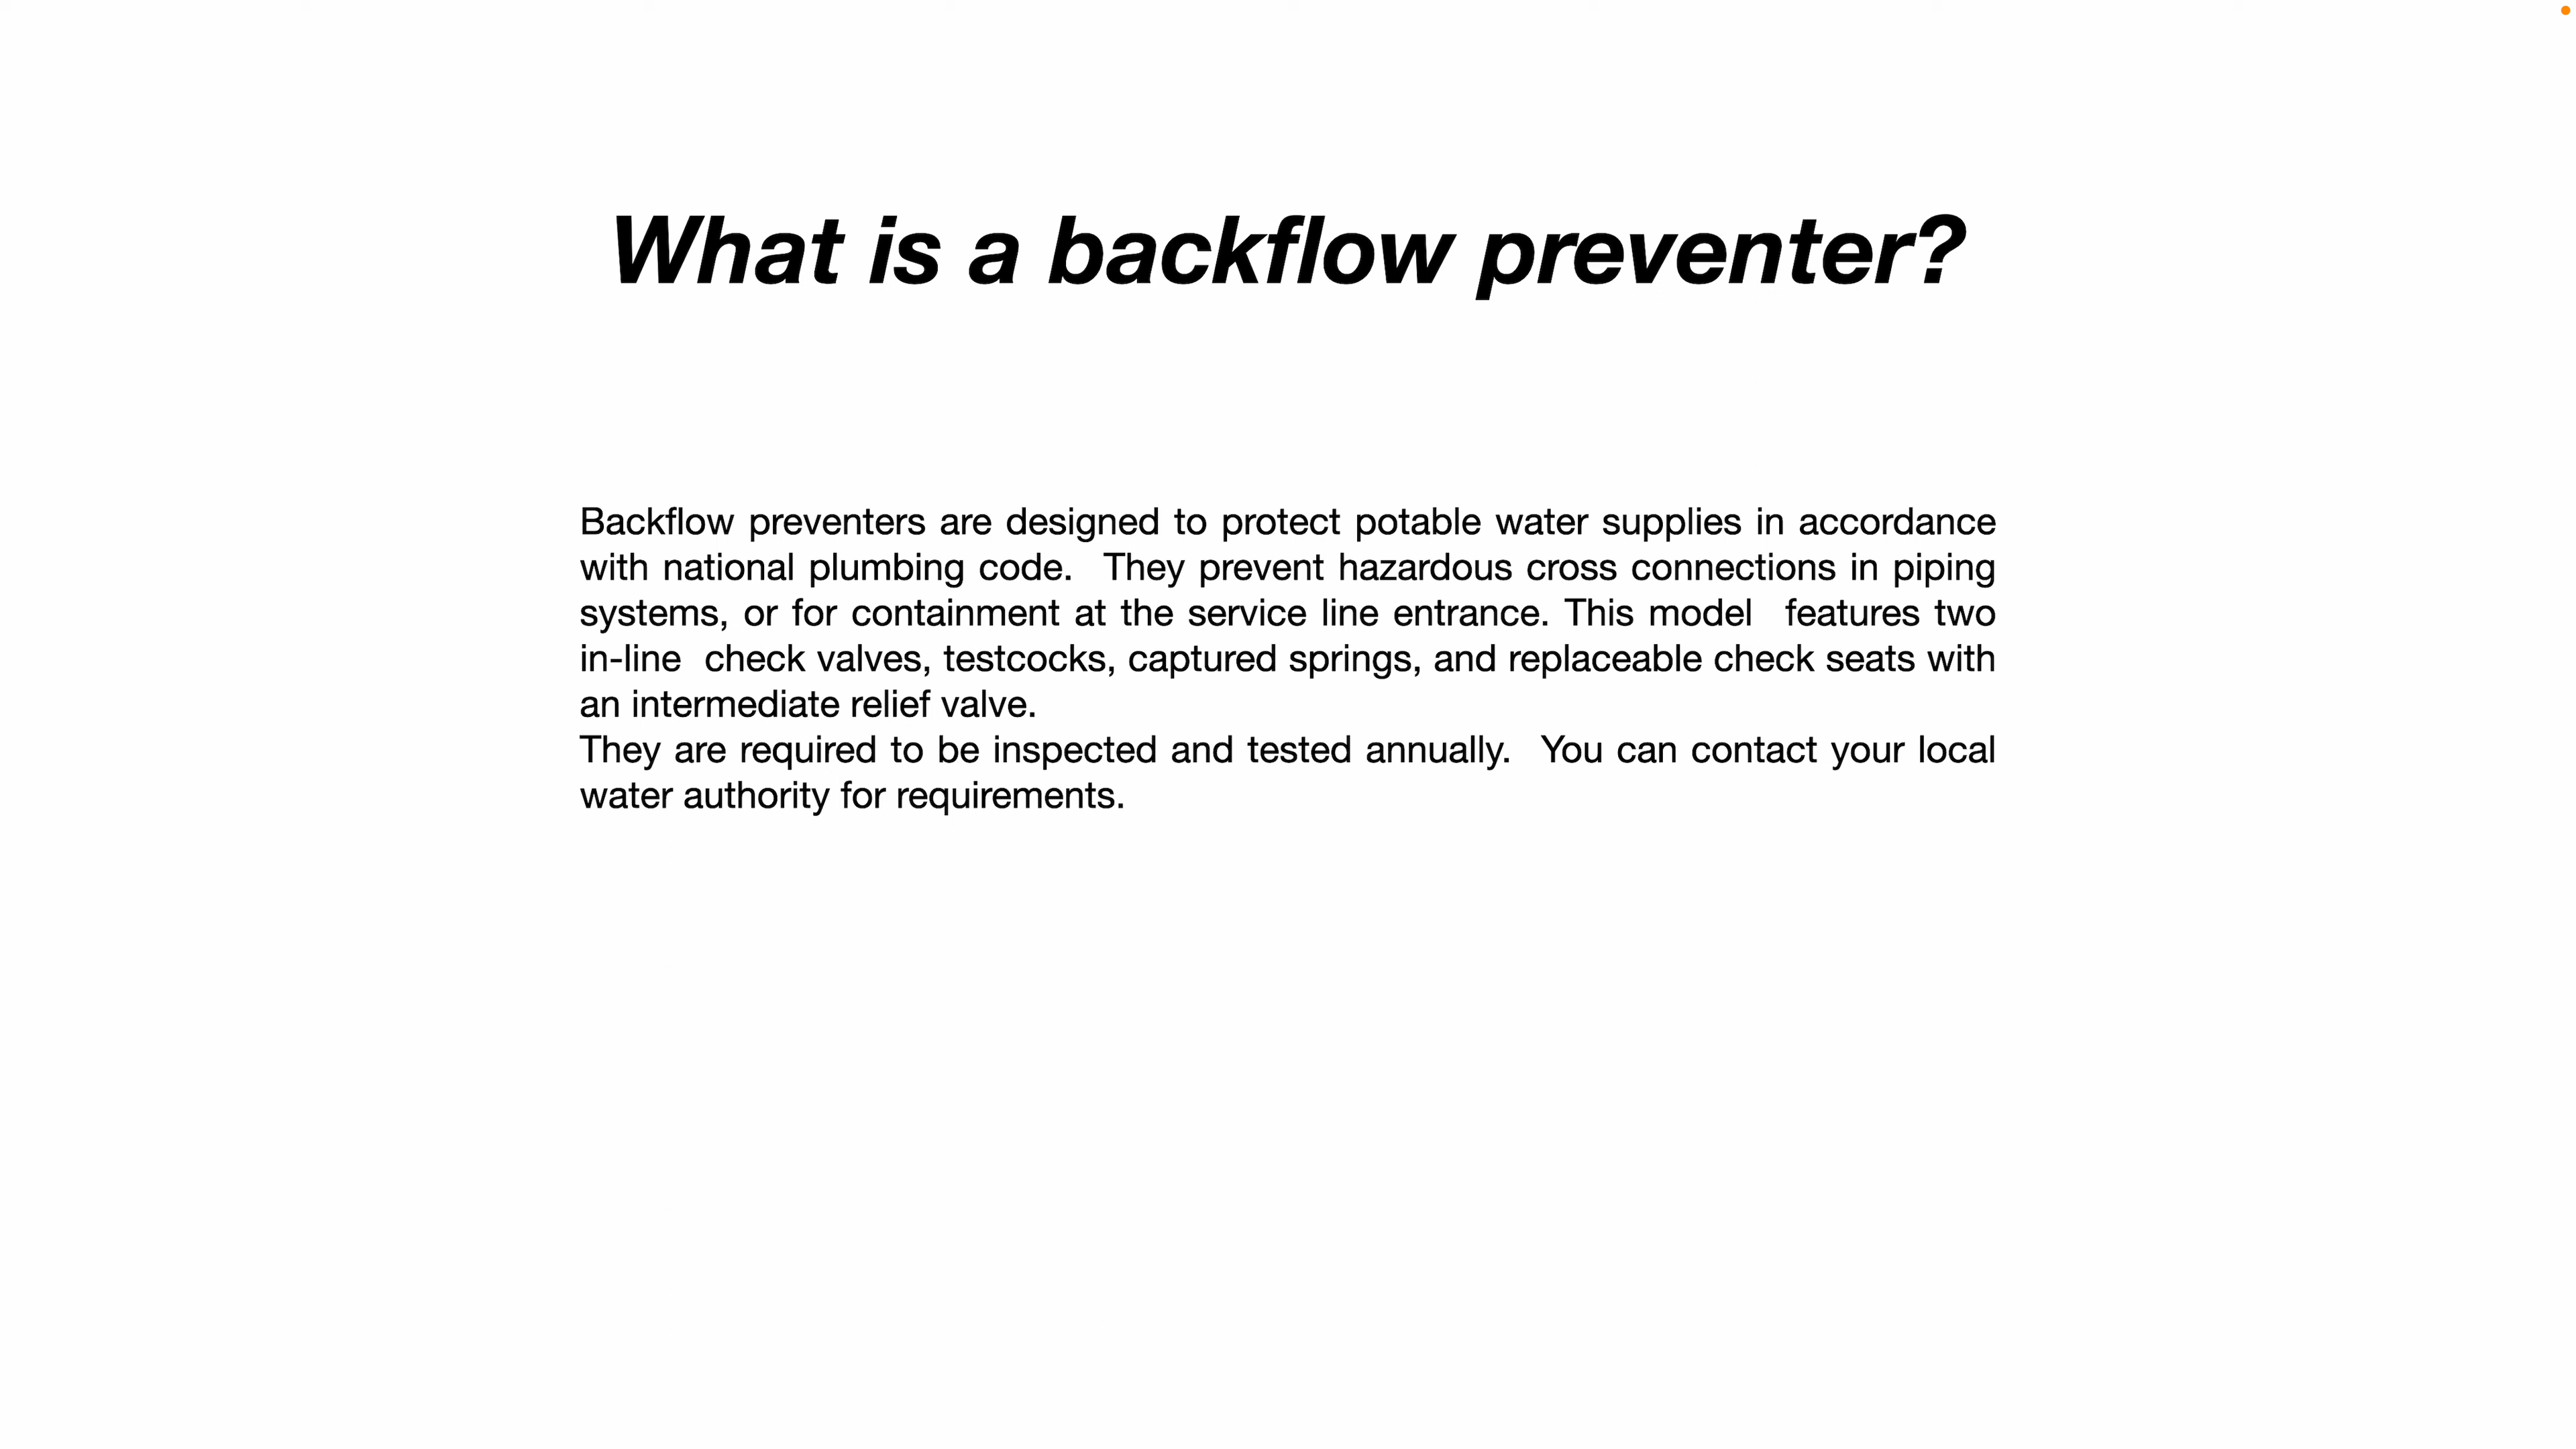 What is a backflow preventer?
Backflow preventers are designed to protect potable water supplies in accordance
with national plumbing code.  They prevent hazardous cross connections in piping
systems, or for containment at the service line entrance. This model  features two
in-line  check valves, testcocks, captured springs, and replaceable check seats with
an intermediate relief valve.
They are required to be inspected and tested annually.  You can contact your local
water authority for requirements.